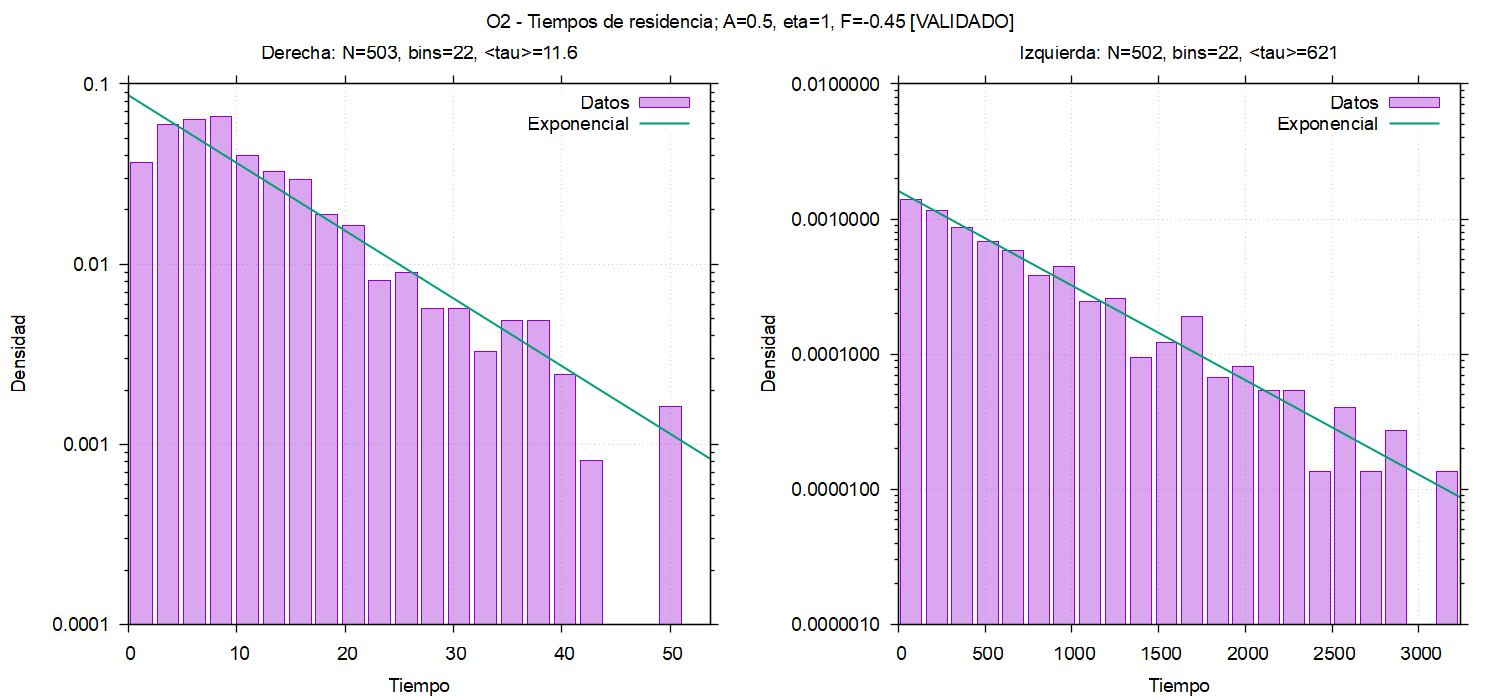 O2 - Tiempos de residencia; A=0.5, eta=1, F=-0.45 [VALIDADO]
Derecha: N=503, bins=22, <tau>=11.6
Datos
Exponencial
0.1
0.01
0.001
0.0001
Densidad
0 10 20 30 40 50
Tiempo
Izquierda: N=502, bins=22, <tau>=621
Datos
Exponencial
0.0100000
0.0010000
0.0001000
0.0000100
0.0000010
Densidad
0 500 1000 1500 2000 2500 3000
Tiempo